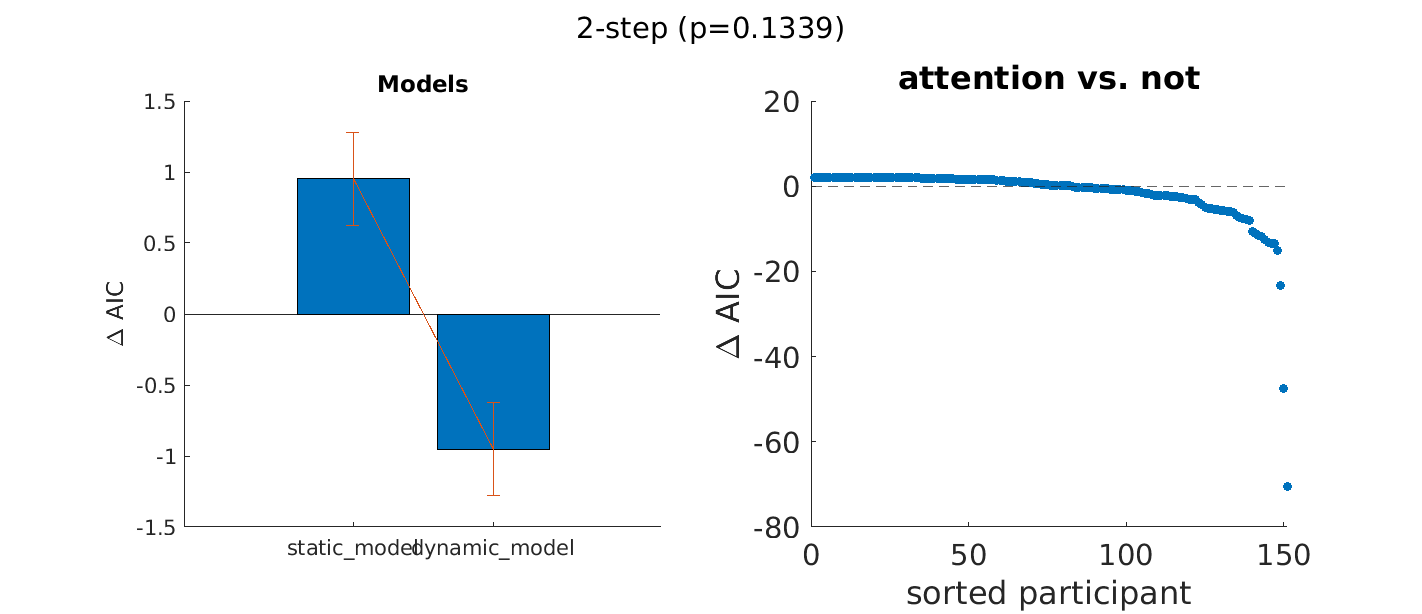 2-step (p=0.1339)
Models
1.5
1
0.5
0
-0.5
-1
-1.5
Δ AIC
static_model
dynamic_model
attention vs. not
20
0
-20
-40
-60
-80
Δ AIC
0 50 100 150
sorted participant